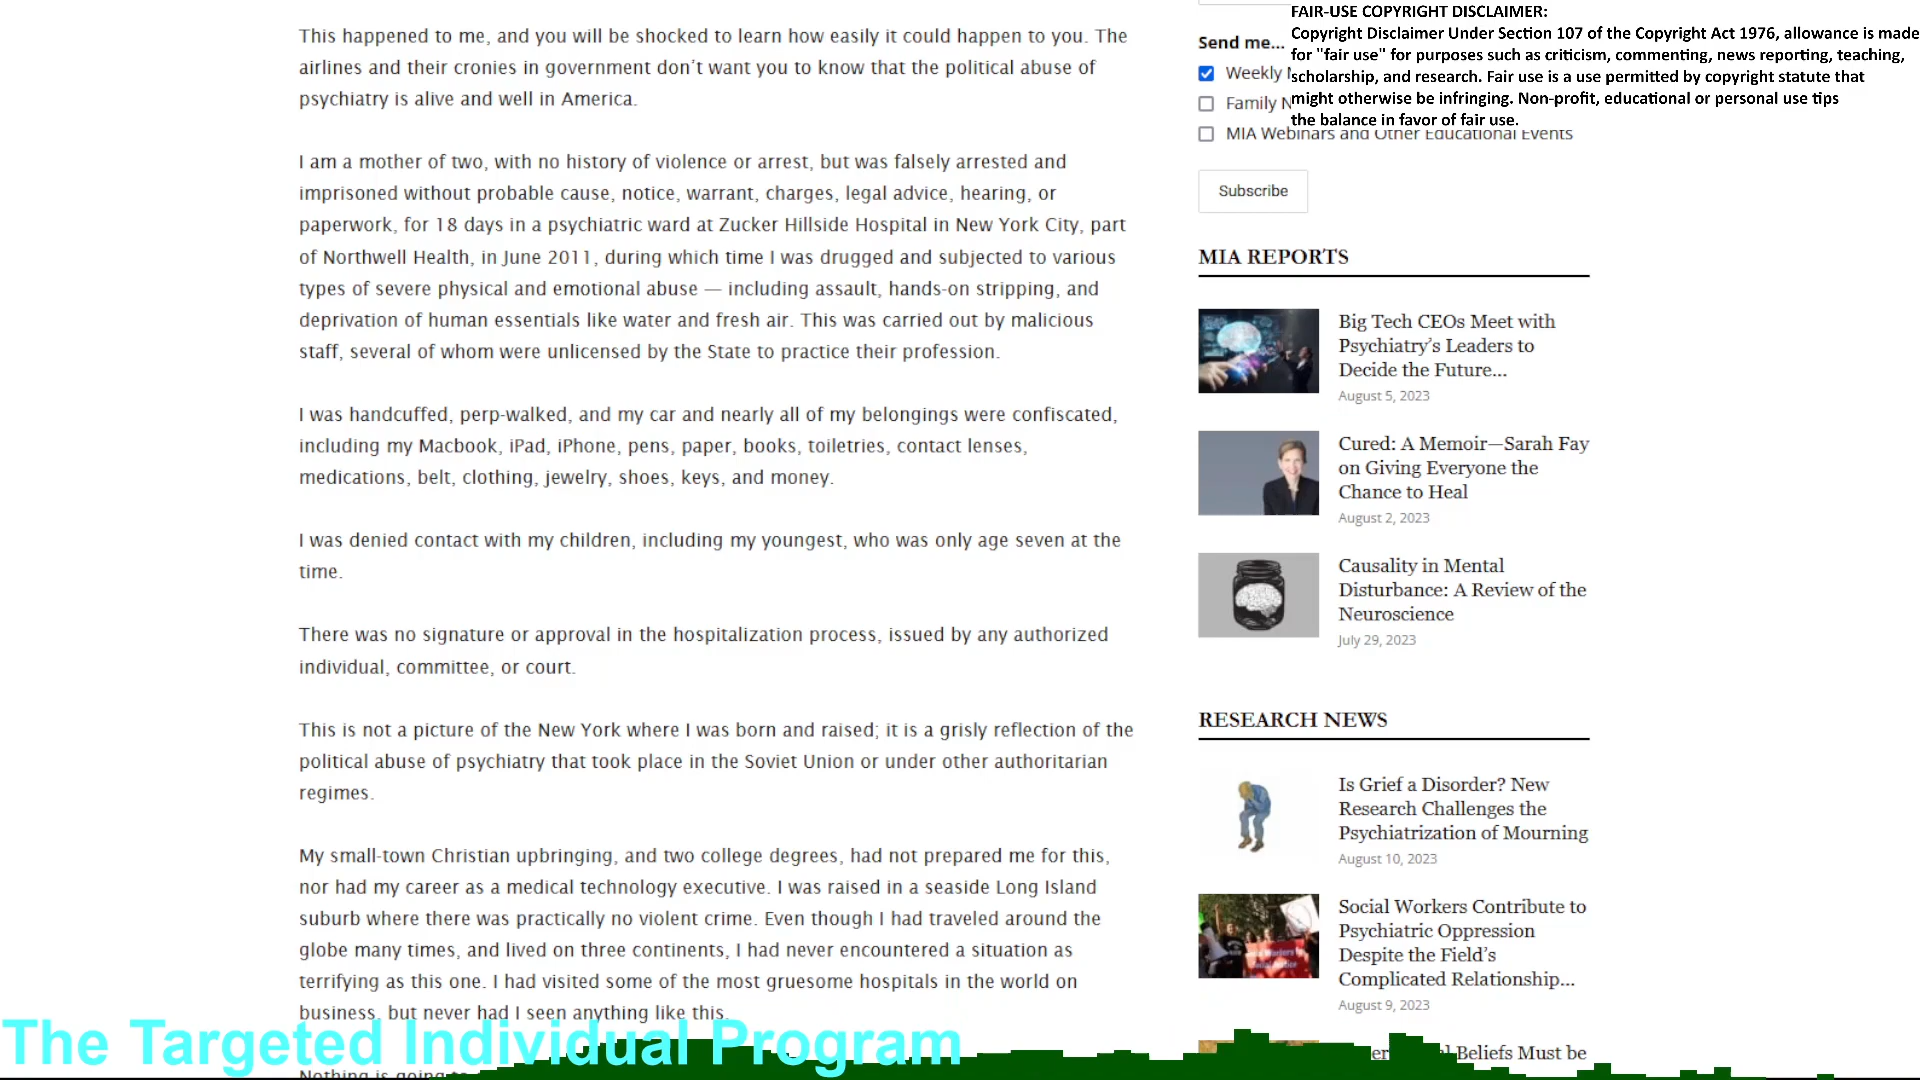 This happened to me, and you will be shocked to learn how easily it could happen to you. The
airlines and their cronies in government don’t want you to know that the political abuse of
psychiatry is alive and well in America.
I am a mother of two, with no history of violence or arrest, but was falsely arrested and
imprisoned without probable cause, notice, warrant, charges, legal advice, hearing, or
paperwork, for 18 days in a psychiatric ward at Zucker Hillside Hospital in New York City, part
of Northwell Health, in June 2011, during which time I was drugged and subjected to various
types of severe physical and emotional abuse — including assault, hands-on stripping, and
deprivation of human essentials like water and fresh air. This was carried out by malicious
staff, several of whom were unlicensed by the State to practice their profession.
I was handcuffed, perp-walked, and my car and nearly all of my belongings were confiscated,
including my Macbook, iPad, iPhone, pens, paper, books, toiletries, contact lenses,
medications, belt, clothing, jewelry, shoes, keys, and money.
I was denied contact with my children, including my youngest, who was only age seven at the
time.
There was no signature or approval in the hospitalization process, issued by any authorized
individual, committee, or court.
This is not a picture of the New York where I was born and raised; it is a grisly reflection of the
political abuse of psychiatry that took place in the Soviet Union or under other authoritarian
regimes.
My small-town Christian upbringing, and two college degrees, had not prepared me for this,
nor had my career as a medical technology executive. I was raised in a seaside Long Island
suburb where there was practically no violent crime. Even though I had traveled around the
globe many times, and lived on three continents, I had never encountered a situation as
terrifying as this one. I had visited some of the most gruesome hospitals in the world on
business, but never had I seen anything like this.
Nothing is going
The Targeted Individual Program
FAIR-USE COPYRIGHT DISCLAIMER:
Copyright Disclaimer Under Section 107 of the Copyright Act 1976, allowance is made
for "fair use" for purposes such as criticism, commenting, news reporting, teaching,
scholarship, and research. Fair use is a use permitted by copyright statute that
might otherwise be infringing. Non-profit, educational or personal use tips
the balance in favor of fair use.
Send me...
Weekly
Family
MIA Webinars and Other Educational Events
Subscribe
MIA REPORTS
Big Tech CEOs Meet with
Psychiatry’s Leaders to
Decide the Future...
August 5, 2023
Cured: A Memoir—Sarah Fay
on Giving Everyone the
Chance to Heal
August 2, 2023
Causality in Mental
Disturbance: A Review of the
Neuroscience
July 29, 2023
RESEARCH NEWS
Is Grief a Disorder? New
Research Challenges the
Psychiatrization of Mourning
August 10, 2023
Social Workers Contribute to
Psychiatric Oppression
Despite the Field’s
Complicated Relationship...
August 9, 2023
Beliefs Must be